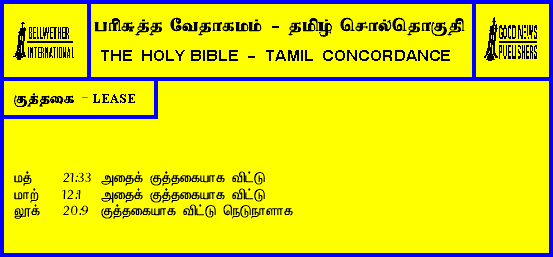 BELLWETHER
INTERNATIONAL
பரிசுத்த வேதாகமம் - தமிழ் சொல்தொகுதி
THE HOLY BIBLE - TAMIL CONCORDANCE
GOOD NEWS
PUBLISHERS
குத்தகை - LEASE
மத் 21:33 அதைக் குத்தகையாக விட்டு
மாற் 12:1 அதைக் குத்தகையாக விட்டு
லூக் 20:9 குத்தகையாக விட்டு நெடுநாளாக